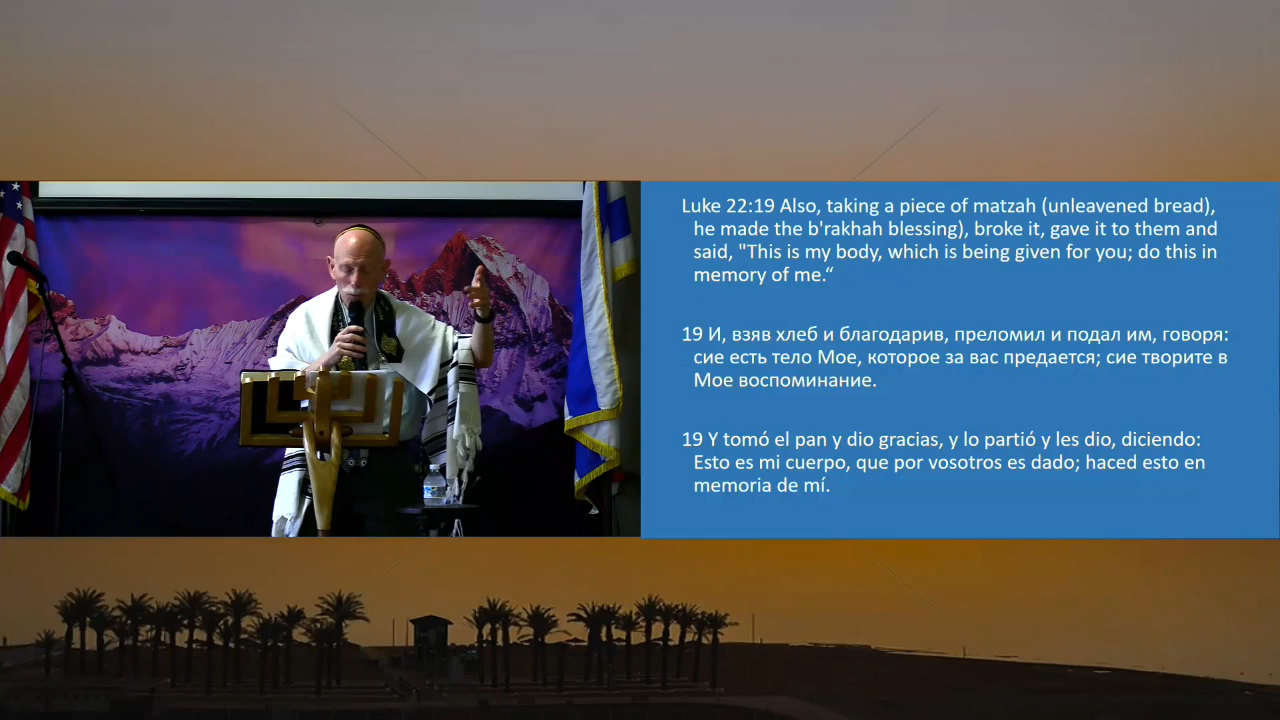 Luke 22:19 Also, taking a piece of matzah (unleavened bread),
he made the b'rakhah blessing), broke it, gave it to them and
said, "This is my body, which is being given for you; do this in
memory of me.“
19 И, взяв хлеб и благодарив, преломил и подал им, говоря:
сие есть тело Мое, которое за вас предается; сие творите в
Мое воспоминание.
19 Y tomó el pan y dio gracias, y lo partió y les dio, diciendo:
Esto es mi cuerpo, que por vosotros es dado; haced esto en
memoria de mí.